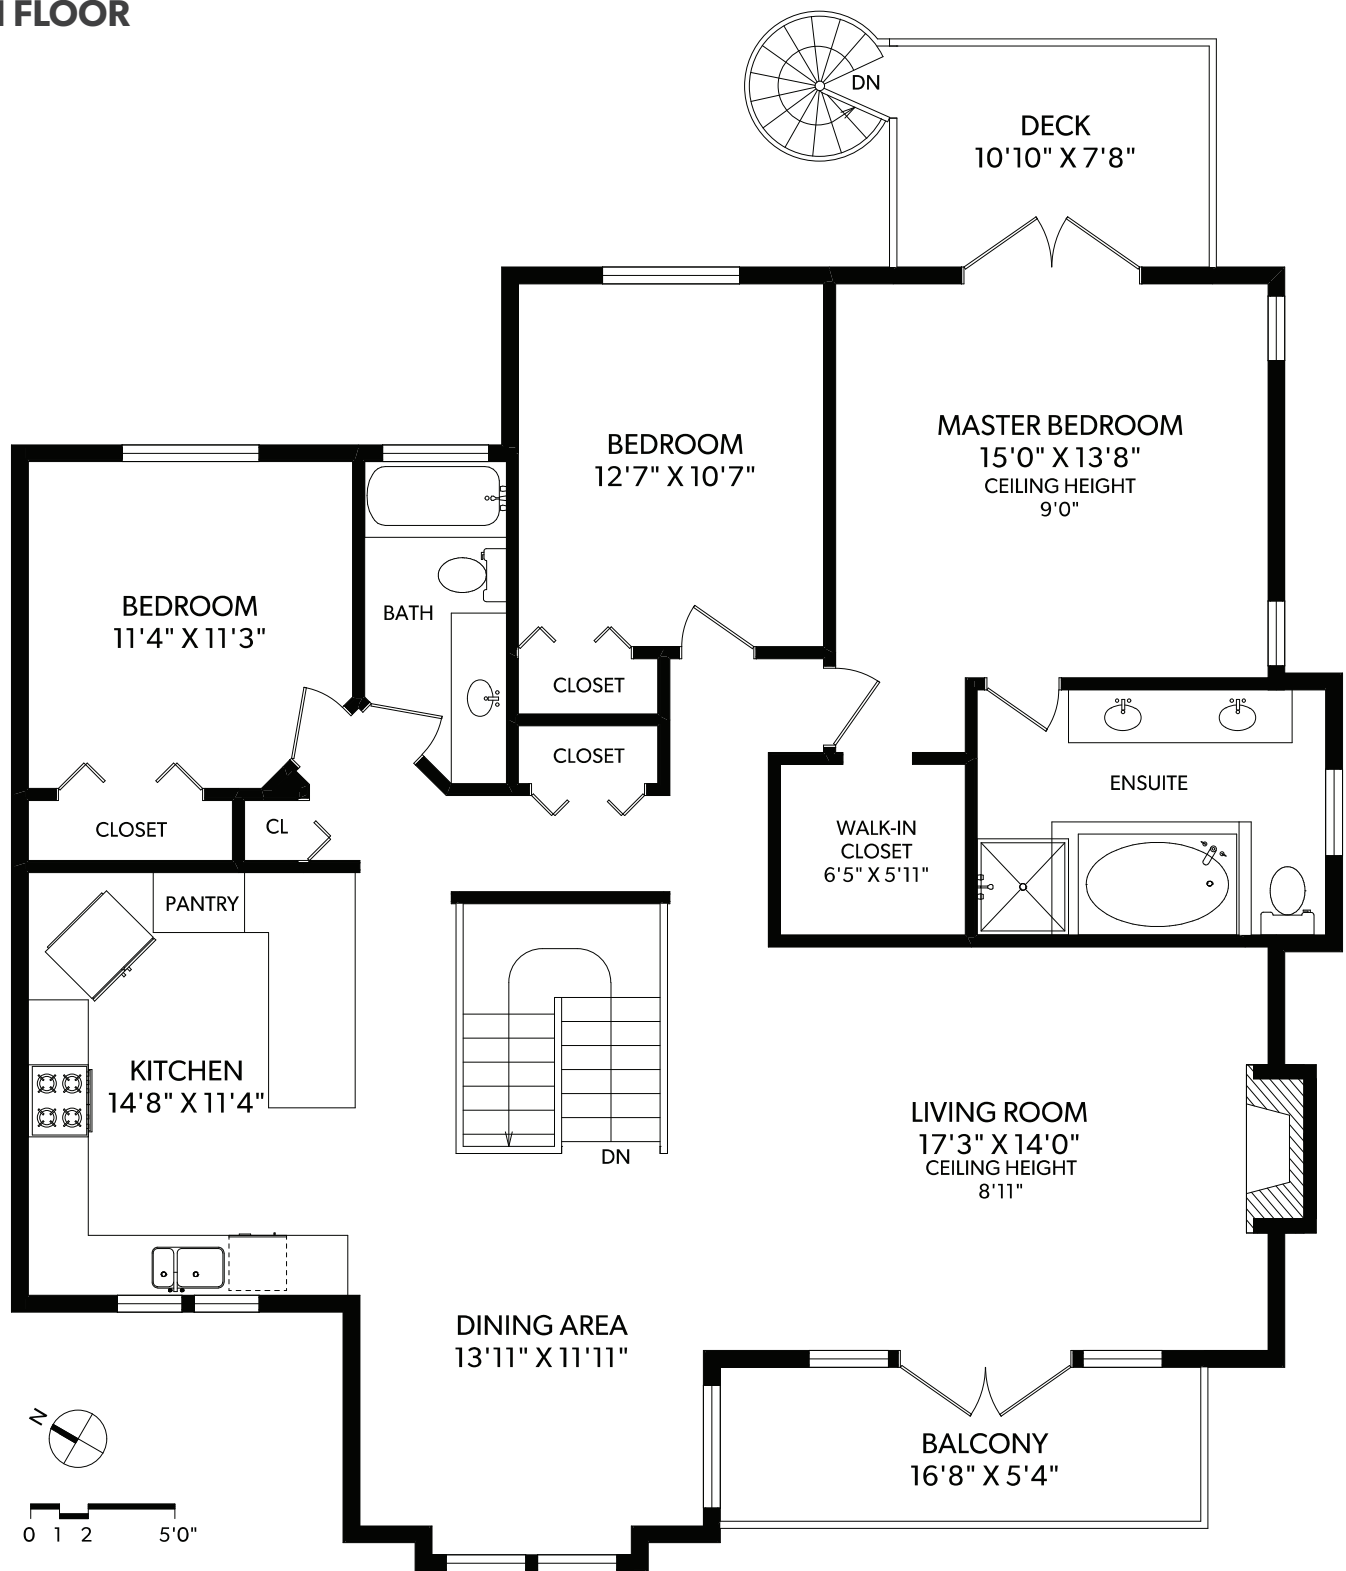 FLOOR
DN
DECK
10'10" X 7'8"
MASTER BEDROOM
15'0" X 13'8"
CEILING HEIGHT
9'0"
BEDROOM
12'7" X 10'7"
BEDROOM
11'4" X 11'3"
BATH
CLOSET
CLOSET
ENSUITE
CLOSET
CL
WALK-IN
CLOSET
6'5" X 5'11"
PANTRY
KITCHEN
14'8" X 11'4"
LIVING ROOM
17'3" X 14'0"
CEILING HEIGHT
8'11"
DN
DINING AREA
13'11" X 11'11"
BALCONY
16'8" X 5'4"
N
0 1 2 5'0"